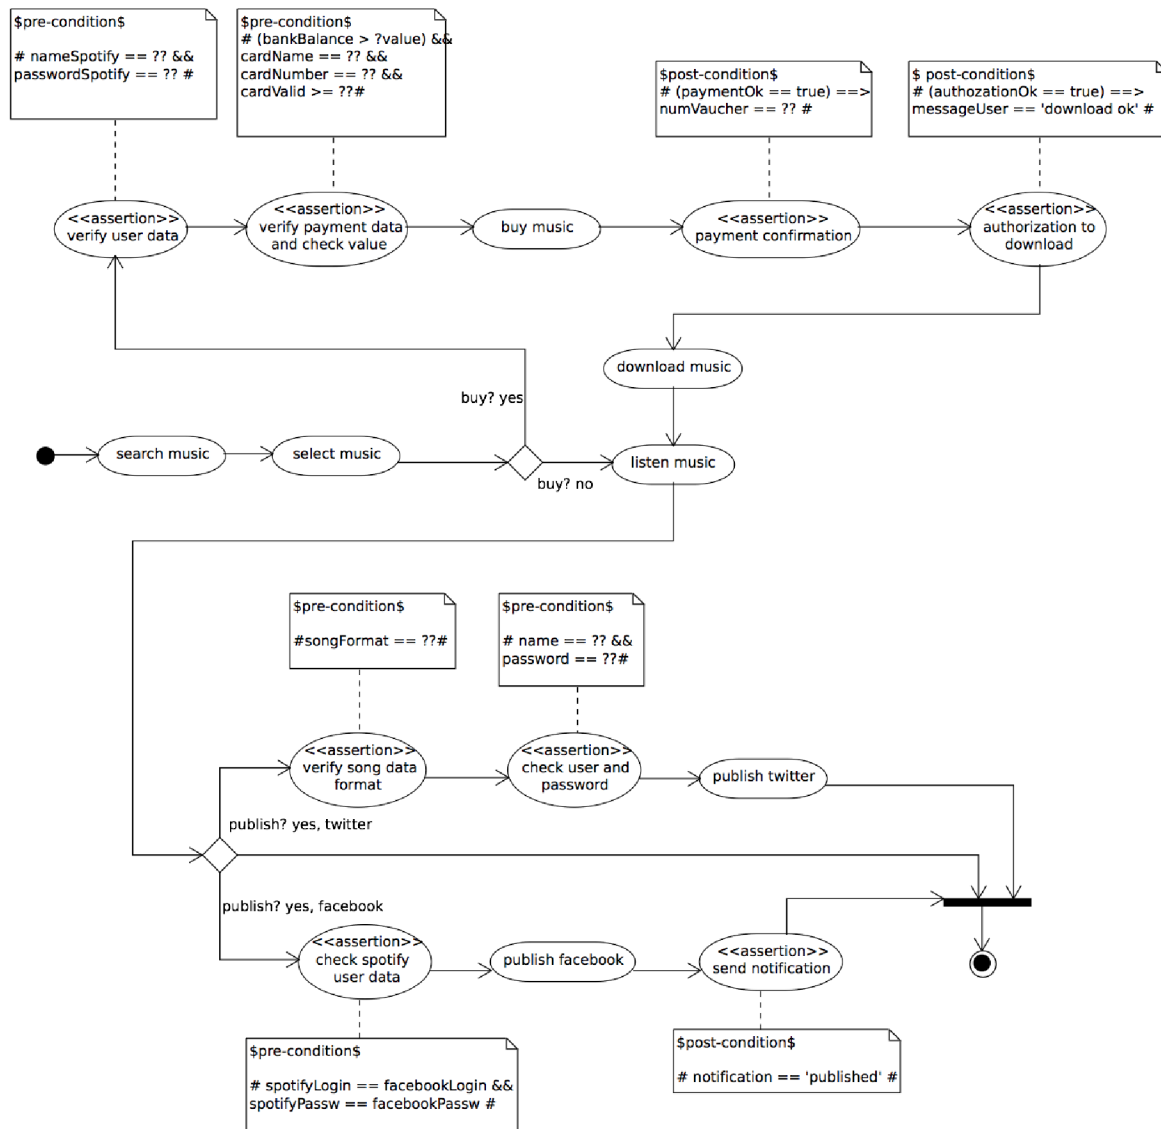 $pre-condition$
# nameSpotify == ?? &&
passwordSpotify == ?? #
$pre-condition$
# (bankBalance > ?value) &&
cardName == ?? &&
cardNumber == ?? &&
cardValid >= ??#
$post-condition$
# (paymentOk == true) ==>
numVaucher == ?? #
$ post-condition$
# (authozationOk == true) ==>
messageUser == 'download ok' #
<<assertion>>
verify user data
<<assertion>>
verify payment data
and check value
buy music
<<assertion>>
payment confirmation
<<assertion>>
authorization to
download
download music
buy? yes
search music
select music
listen music
buy? no
$pre-condition$
#songFormat == ??#
$pre-condition$
# name == ?? &&
password == ??#
<<assertion>>
verify song data
format
<<assertion>>
check user and
password
publish twitter
publish? yes, twitter
publish? yes, facebook
<<assertion>>
check spotify
user data
publish facebook
<<assertion>>
send notification
$pre-condition$
# spotifyLogin == facebookLogin &&
spotifyPassw == facebookPassw #
$post-condition$
# notification == 'published' #